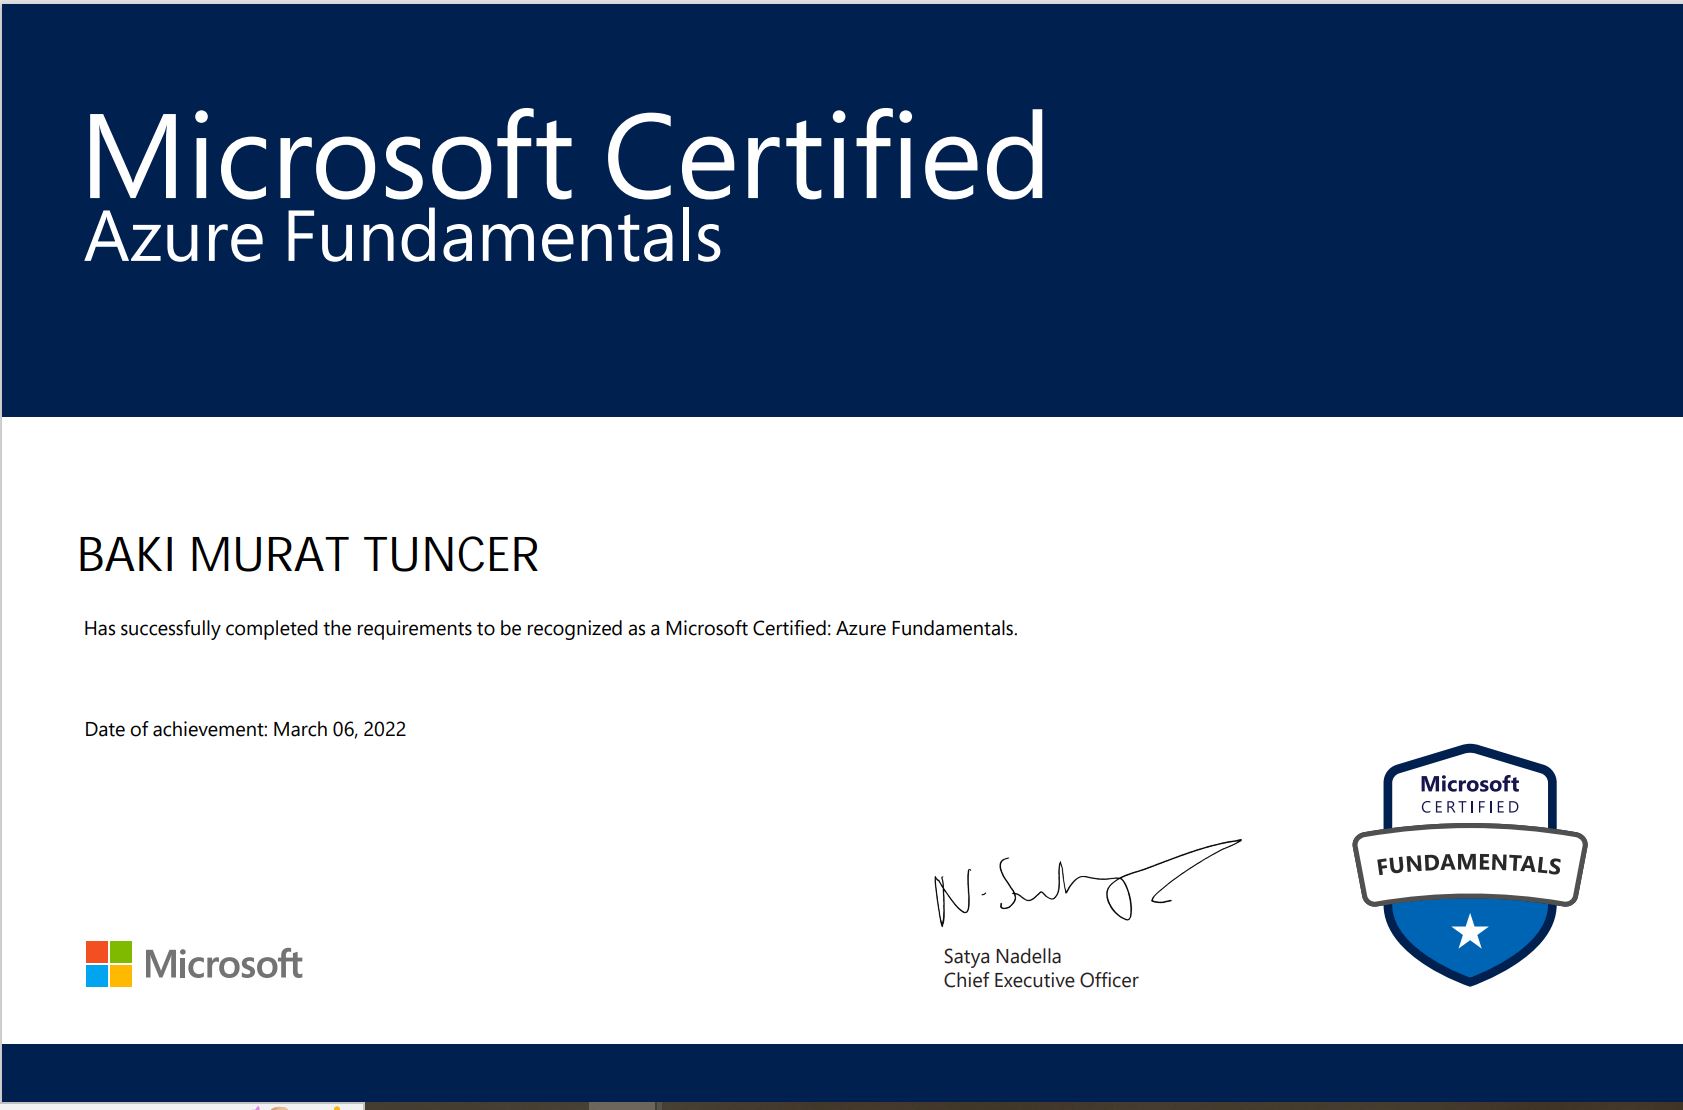 Microsoft Certified
Azure Fundamentals
BAKI MURAT TUNCER
Has successfully completed the requirements to be recognized as a Microsoft Certified: Azure Fundamentals.
Date of achievement: March 06, 2022
Microsoft
CERTIFIED
FUNDAMENTALS
N. Satya
Satya Nadella
Chief Executive Officer
Microsoft